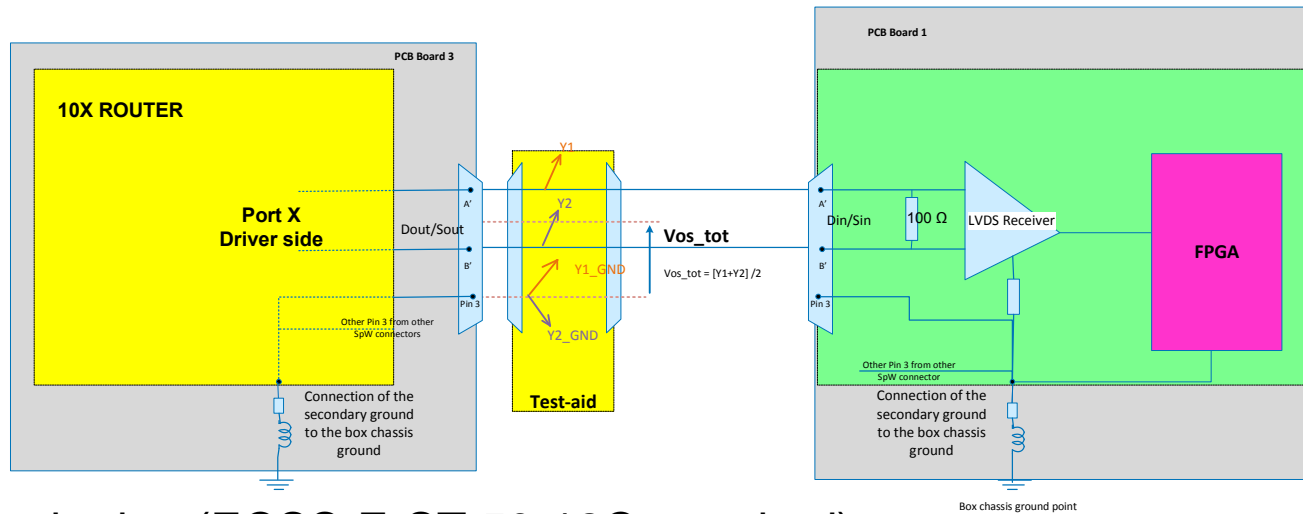 PCB Board 1
PCB Board 3
10X ROUTER
Y1
A'
A'
Y2
Port X
Driver side
Dout/Sout
Din/Sin
100 Ω
LVDS Receiver
Vos_tot
FPGA
B'
B'
Y1_GND
Vos_tot = [Y1+Y2] /2
Pin 3
Pin 3
Other Pin 3 from other
SpW connectors
Y2_GND
Other Pin 3 from other
SpW connector
Connection of the
secondary ground
to the box chassis
ground
Test-aid
Connection of the
secondary ground
to the box chassis
ground
Box chassis ground point